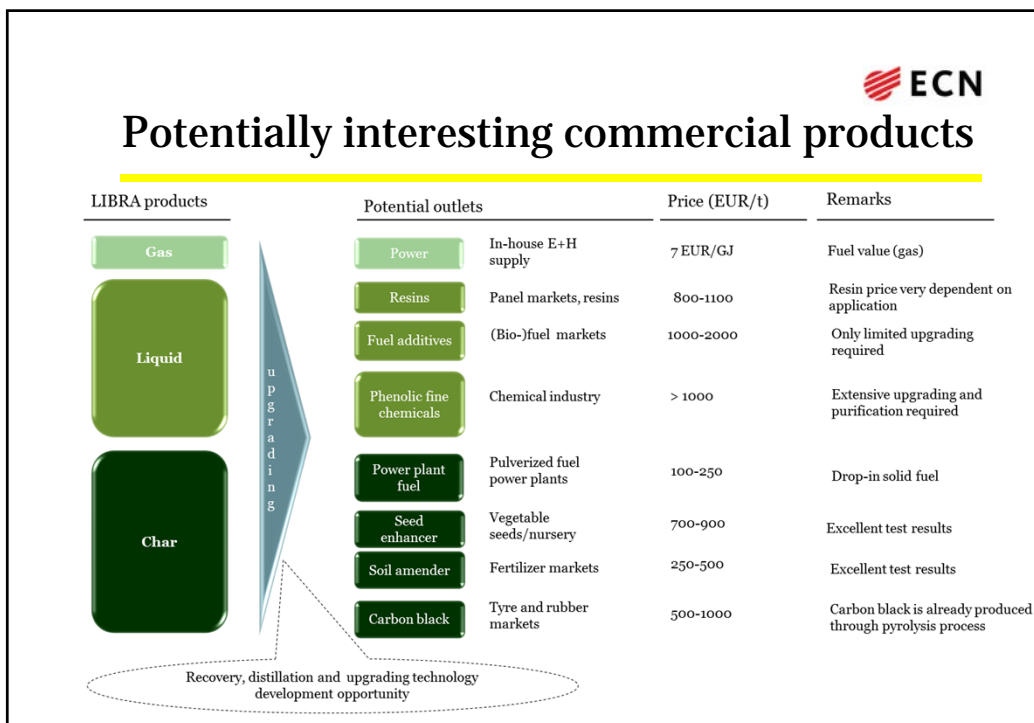 ECN
Potentially interesting commercial products
LIBRA products
Potential outlets
Price (EUR/t)
Remarks
Gas
Power
In-house E+H
supply
7 EUR/GJ
Fuel value (gas)
Liquid
Resins
Panel markets, resins
800-1100
Resin price very dependent on
application
Fuel additives
(Bio-)fuel markets
1000-2000
Only limited upgrading
required
Phenolic fine
chemicals
Chemical industry
> 1000
Extensive upgrading and
purification required
upgrading
Char
Power plant
fuel
Pulverized fuel
power plants
100-250
Drop-in solid fuel
Seed
enhancer
Vegetable
seeds/nursery
700-900
Excellent test results
Soil amender
Fertilizer markets
250-500
Excellent test results
Carbon black
Tyre and rubber
markets
500-1000
Carbon black is already produced
through pyrolysis process
Recovery, distillation and upgrading technology
development opportunity